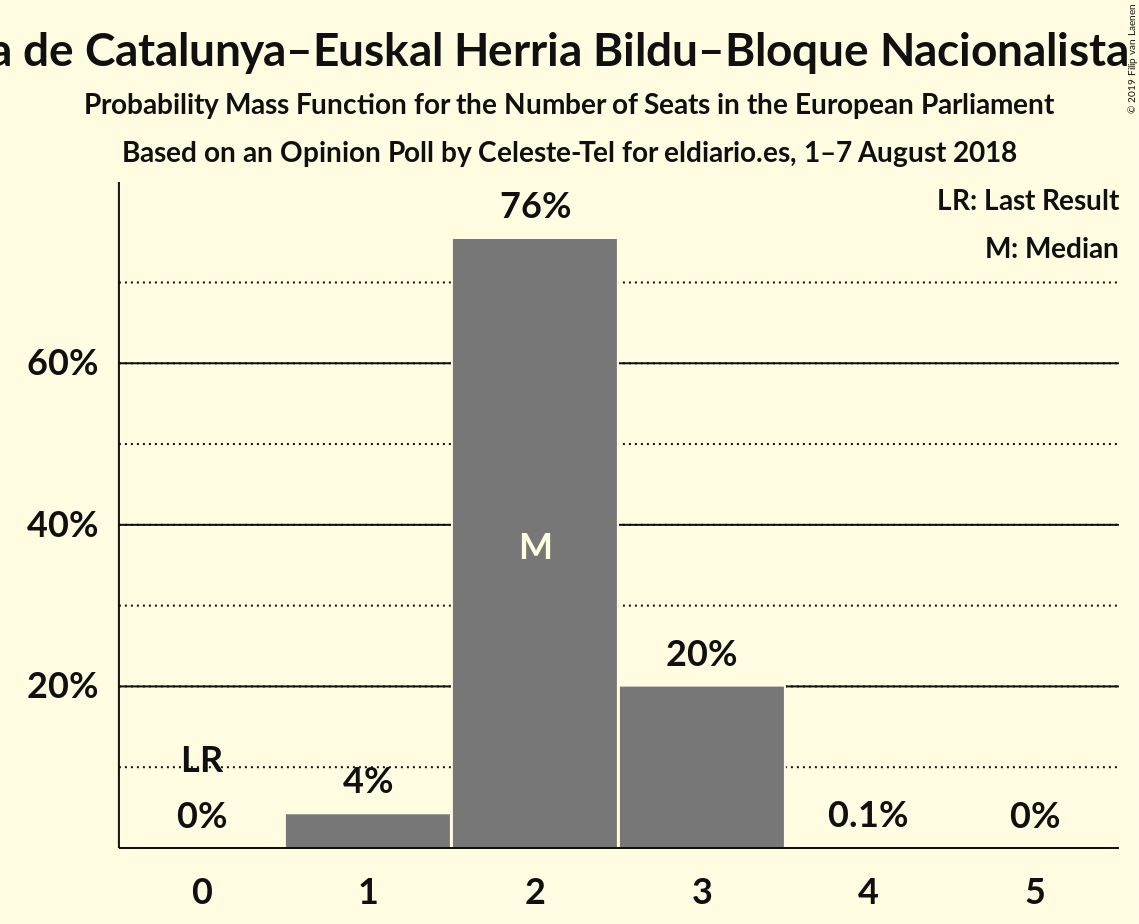 a de Catalunya–Euskal Herria Bildu–Bloque Nacionalista
Probability Mass Function for the Number of Seats in the European Parliament
Based on an Opinion Poll by Celeste-Tel for eldiario.es, 1–7 August 2018
© 2019 Filip van Laenen
LR: Last Result
M: Median
76%
60%
40%
20%
M
20%
LR
4%
0%
0.1%
0%
0 1 2 3 4 5